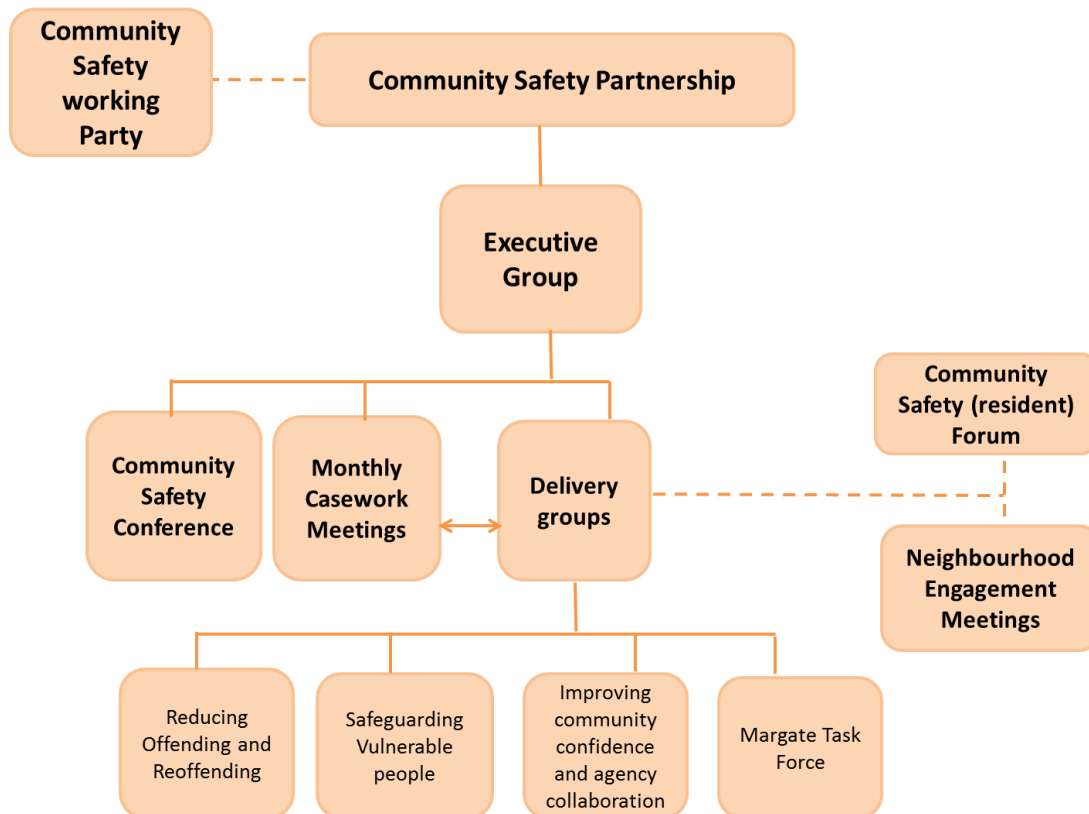 Community
Safety
working
Party
Community Safety Partnership
Executive
Group
Community
Safety (resident)
Forum
Community
Safety
Conference
Monthly
Casework
Meetings
Delivery
groups
Neighbourhood
Engagement
Meetings
Reducing
Offending and
Reoffending
Safeguarding
Vulnerable
people
Improving
community
confidence
and agency
collaboration
Margate Task
Force